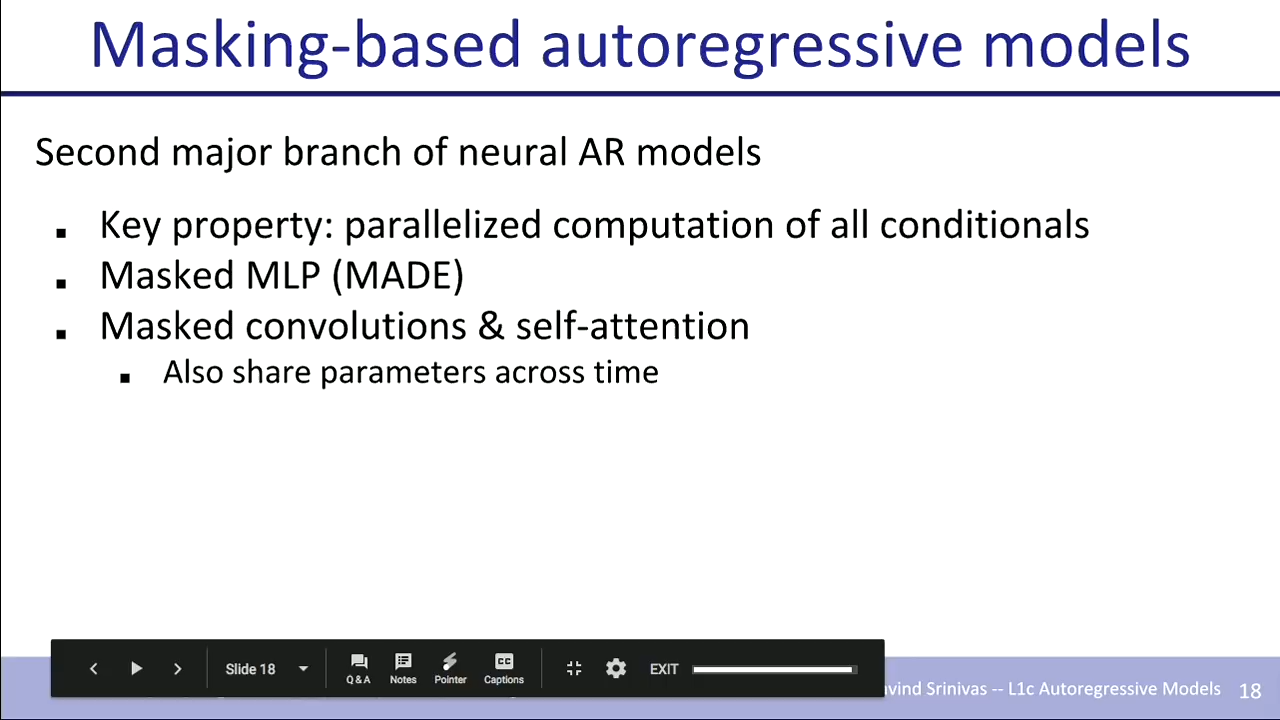 Masking-based autoregressive models
Second major branch of neural AR models
Key property: parallelized computation of all conditionals
Masked MLP (MADE)
Masked convolutions & self-attention
Also share parameters across time
Slide 18
Q & A
Notes
Pointer
CC
Captions
EXIT
Srinivas -- L1c Autoregressive Models
18